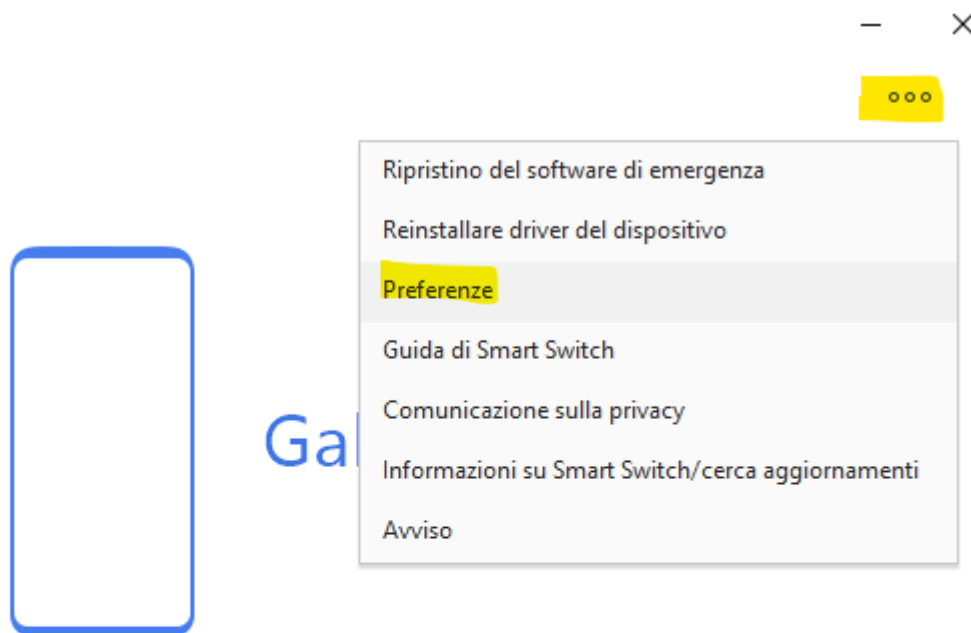 Ripristino del software di emergenza
Reinstallare driver del dispositivo
Preferenze
Guida di Smart Switch
Comunicazione sulla privacy
Gal
Informazioni su Smart Switch/cerca aggiornamenti
Avviso